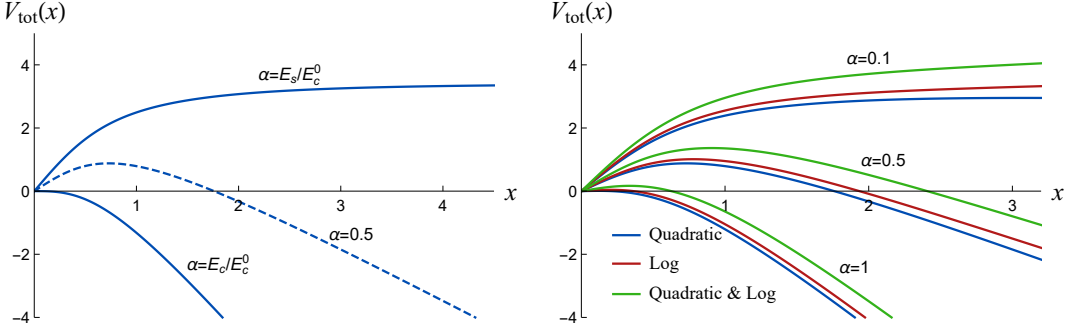 V_tot(x)
4
α=E_s/E_c^0
2
0
1
2
3
4
x
α=0.5
−2
α=E_c/E_c^0
−4
V_tot(x)
4
α=0.1
2
α=0.5
0
1
2
3
x
Quadratic
−2
Log
α=1
Quadratic & Log
−4